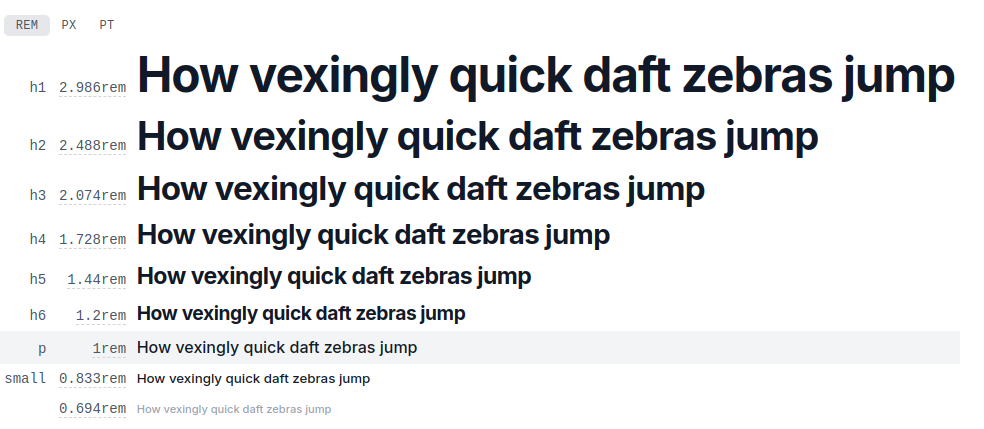 REM PX PT
h1 2.986rem How vexingly quick daft zebras jump
h2 2.488rem How vexingly quick daft zebras jump
h3 2.074rem How vexingly quick daft zebras jump
h4 1.728rem How vexingly quick daft zebras jump
h5 1.44rem How vexingly quick daft zebras jump
h6 1.2rem How vexingly quick daft zebras jump
p 1rem How vexingly quick daft zebras jump
small 0.833rem How vexingly quick daft zebras jump
0.694rem How vexingly quick daft zebras jump